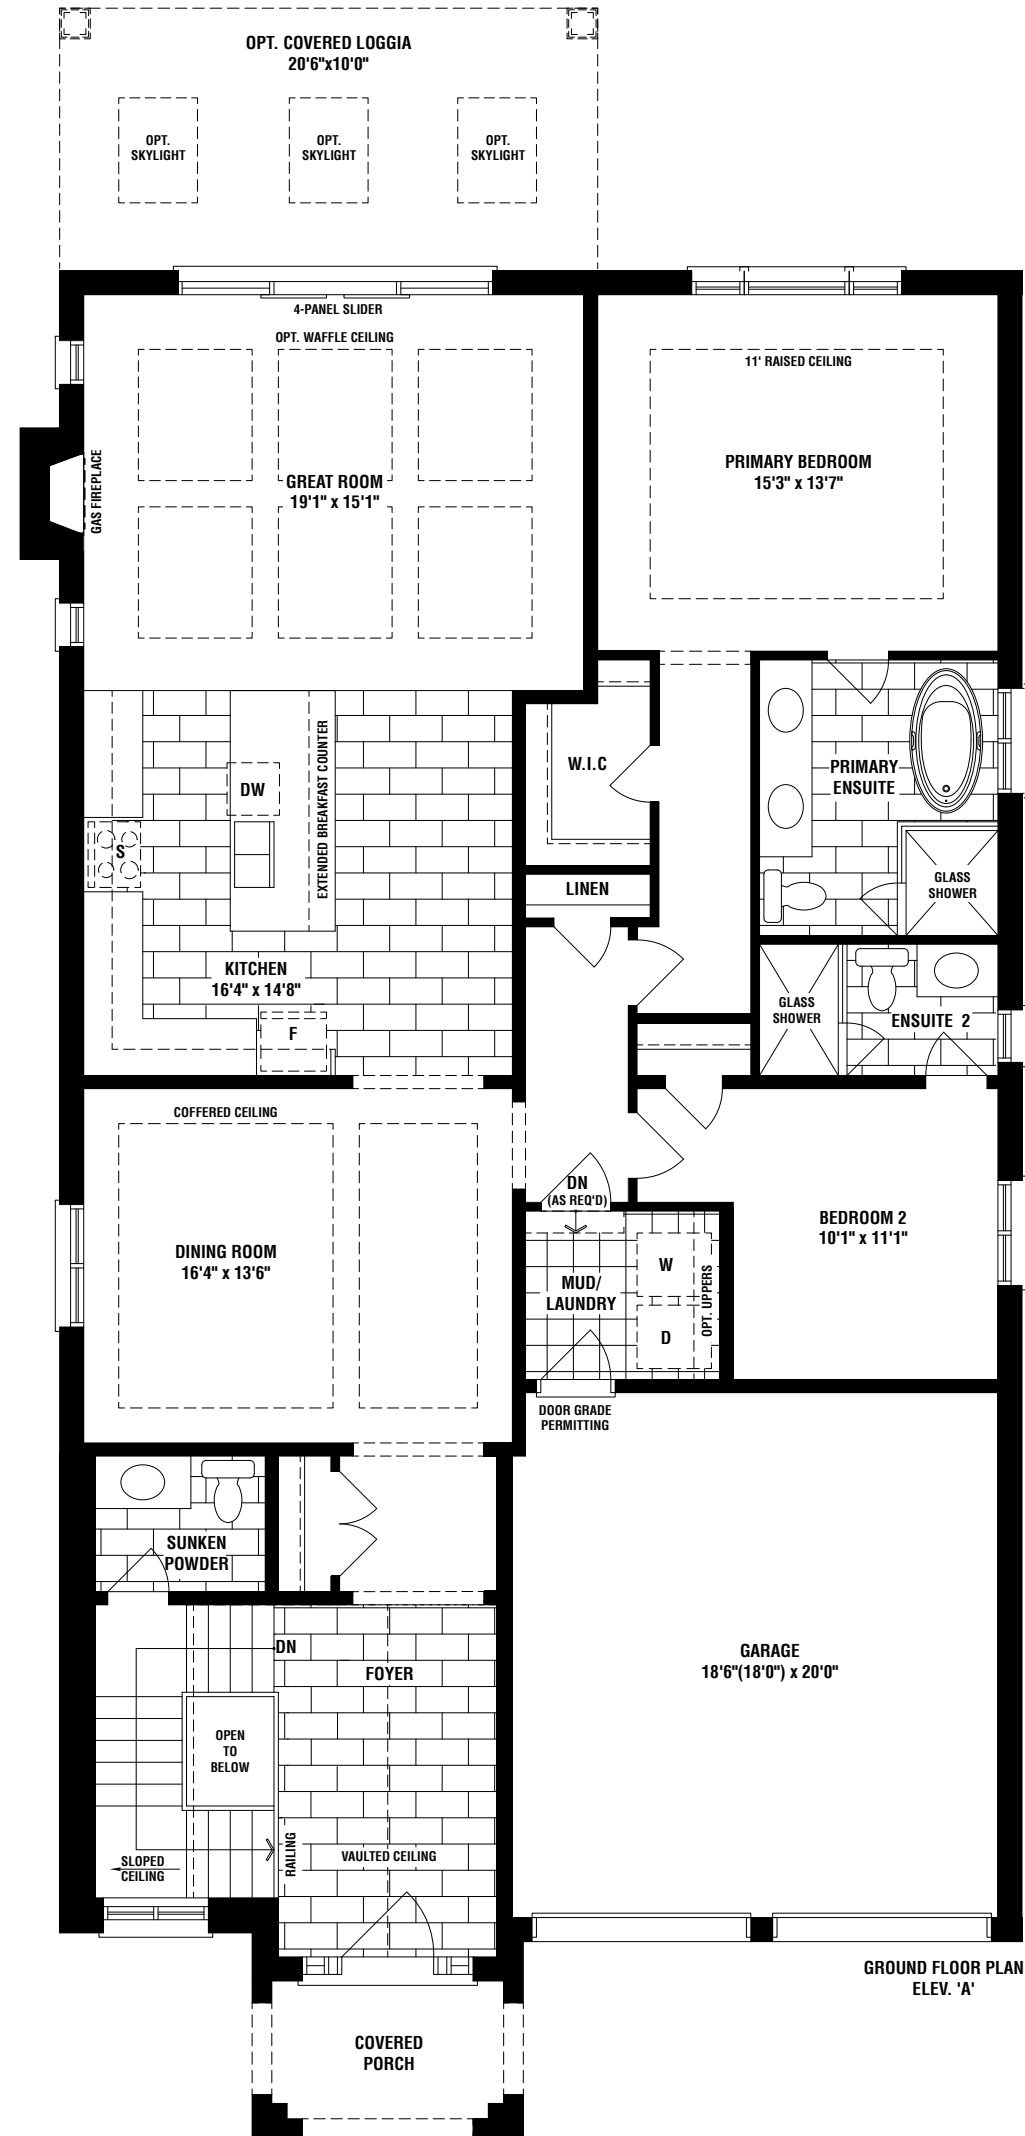 OPT. COVERED LOGGIA
20'6"x10'0"
OPT.
SKYLIGHT
OPT.
SKYLIGHT
OPT.
SKYLIGHT
4-PANEL SLIDER
OPT. WAFFLE CEILING
GREAT ROOM
19'1" x 15'1"
GAS FIREPLACE
11' RAISED CEILING
PRIMARY BEDROOM
15'3" x 13'7"
W.I.C
PRIMARY
ENSUITE
DW
EXTENDED BREAKFAST COUNTER
S
LINEN
GLASS
SHOWER
KITCHEN
16'4" x 14'8"
F
GLASS
SHOWER
ENSUITE 2
COFFERED CEILING
DN
(AS REQ'D)
BEDROOM 2
10'1" x 11'1"
DINING ROOM
16'4" x 13'6"
MUD/
LAUNDRY
W
D
OPT. UPPERS
DOOR GRADE
PERMITTING
SUNKEN
POWDER
DN
FOYER
GARAGE
18'6"(18'0") x 20'0"
OPEN
TO
BELOW
RAILING
VAULTED CEILING
SLOPED
CEILING
GROUND FLOOR PLAN
ELEV. 'A'
COVERED
PORCH